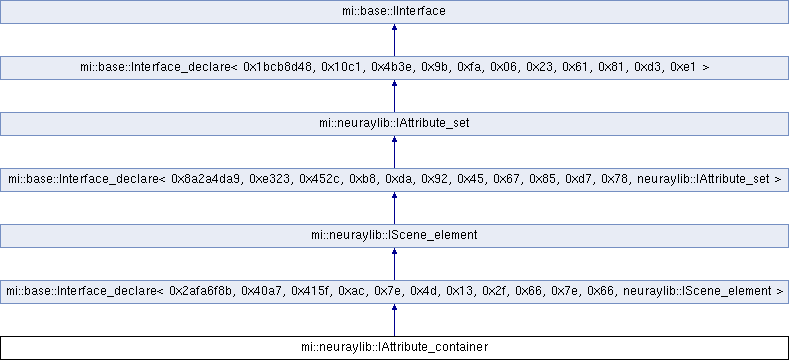 mi::base::IInterface
mi::base::Interface_declare< 0x1bcb8d48, 0x10c1, 0x4b3e, 0x9b, 0xfa, 0x06, 0x23, 0x61, 0x81, 0xd3, 0xe1 >
mi::neuraylib::IAttribute_set
mi::base::Interface_declare< 0x8a2a4da9, 0xe323, 0x452c, 0xb8, 0xda, 0x92, 0x45, 0x67, 0x85, 0xd7, 0x78, neuraylib::IAttribute_set >
mi::neuraylib::IScene_element
mi::base::Interface_declare< 0x2afa6f8b, 0x40a7, 0x415f, 0xac, 0x7e, 0x4d, 0x13, 0x2f, 0x66, 0x7e, 0x66, neuraylib::IScene_element >
mi::neuraylib::IAttribute_container